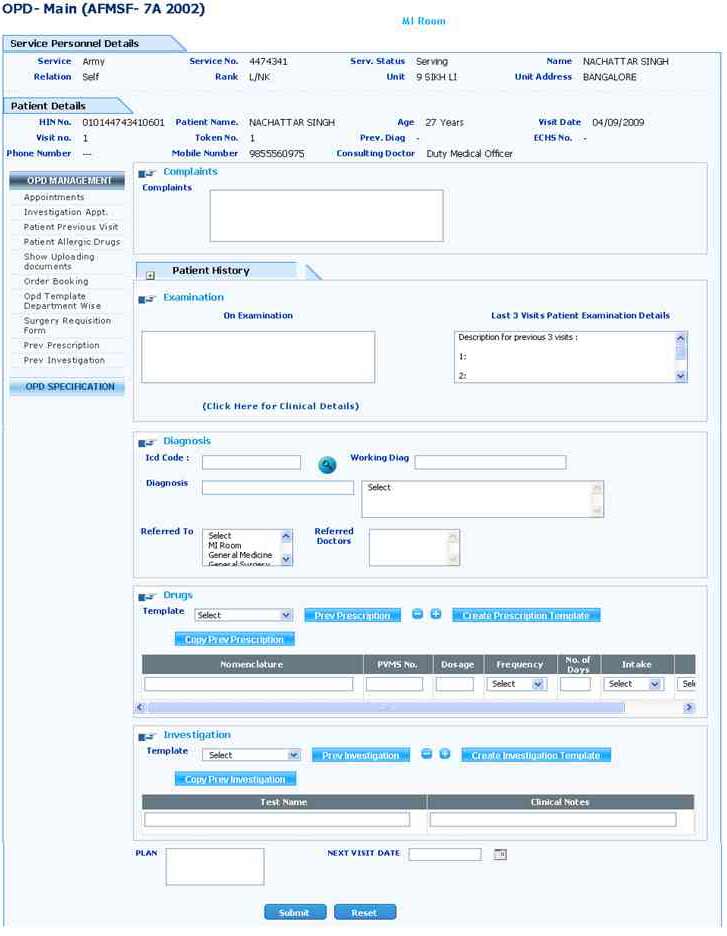 OPD- Main (AFMSF- 7A 2002)
MI Room
Service Personnel Details
Service Army Service No. 4474341 Serv. Status Serving Name NACHATTAR SINGH
Relation Self Rank L/NK Unit 9 SIKH LI Unit Address BANGALORE
Patient Details
HIN No. 010144743410601 Patient Name. NACHATTAR SINGH Age 27 Years Visit Date 04/09/2009
Visit no. 1 Token No. 1 Prev. Diag - ECHS No. -
Phone Number --- Mobile Number 9855560975 Consulting Doctor Duty Medical Officer
OPD MANAGEMENT
Appointments
Investigation Appt.
Patient Previous Visit
Patient Allergic Drugs
Show Uploading
documents
Order Booking
Opd Template
Department Wise
Surgery Requisition
Form
Prev Prescription
Prev Investigation
OPD SPECIFICATION
Complaints
Complaints
Patient History
Examination
On Examination Last 3 Visits Patient Examination Details
Description for previous 3 visits :
1:
2:
(Click Here for Clinical Details)
Diagnosis
Icd Code : Working Diag
Diagnosis Select
Referred To Select Referred
MI Room Doctors
General Medicine
General Surgery
Drugs
Template Select Prev Prescription Create Prescription Template
Copy Prev Prescription
Nomenclature PVMS No. Dosage Frequency No. of Days Intake
Select Select Sel
Investigation
Template Select Prev Investigation Create Investigation Template
Copy Prev Investigation
Test Name Clinical Notes
PLAN NEXT VISIT DATE
Submit Reset